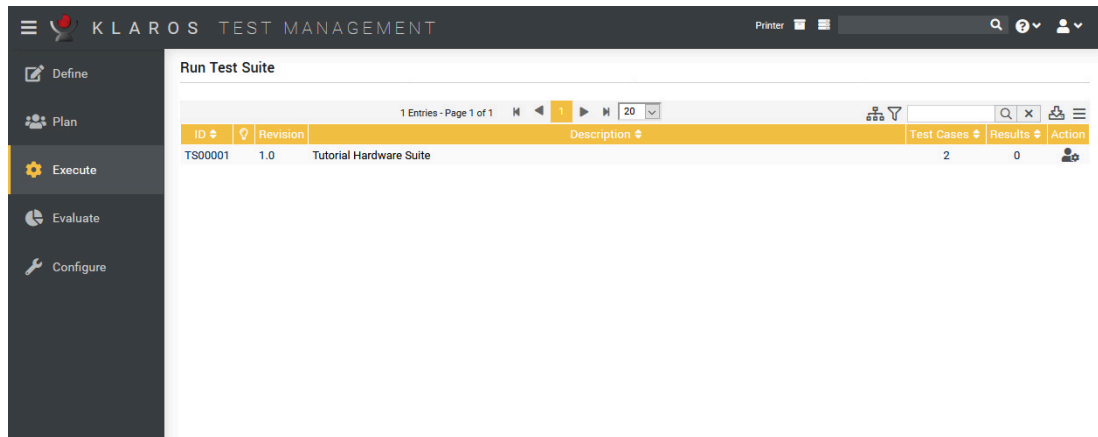 KLAROS TEST MANAGEMENT
Printer
Define
Plan
Execute
Evaluate
Configure
Run Test Suite
1 Entries - Page 1 of 1 1 20
ID Revision Description Test Cases Results Action
TS00001 1.0 Tutorial Hardware Suite 2 0